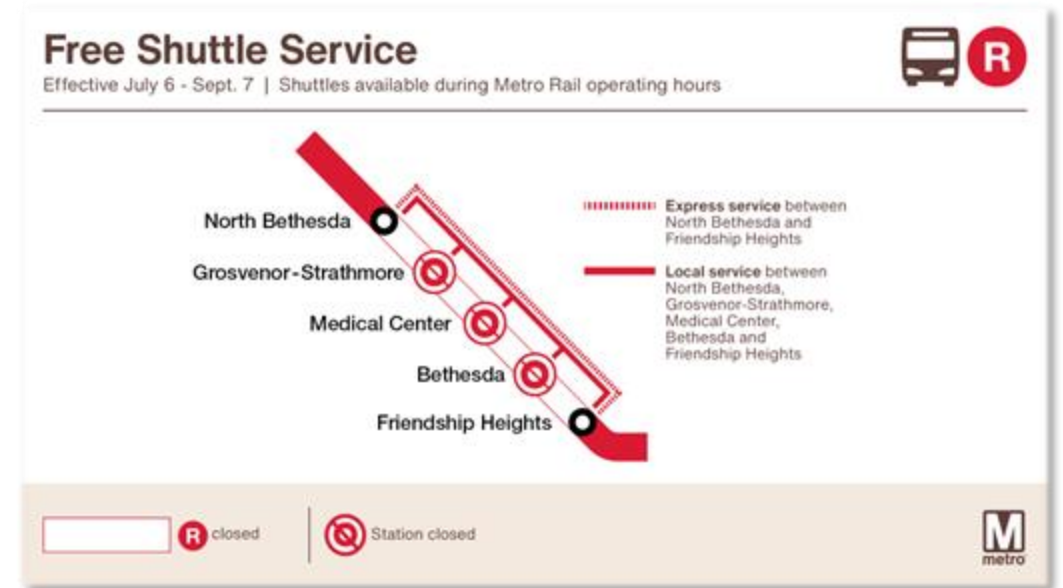 Free Shuttle Service
Effective July 6 - Sept. 7 | Shuttles available during Metro Rail operating hours
R
North Bethesda
Grosvenor-Strathmore
Medical Center
Bethesda
Friendship Heights
Express service between
North Bethesda and
Friendship Heights
Local service between
North Bethesda,
Grosvenor-Strathmore,
Medical Center,
Bethesda and
Friendship Heights
R closed
Station closed
M
metro